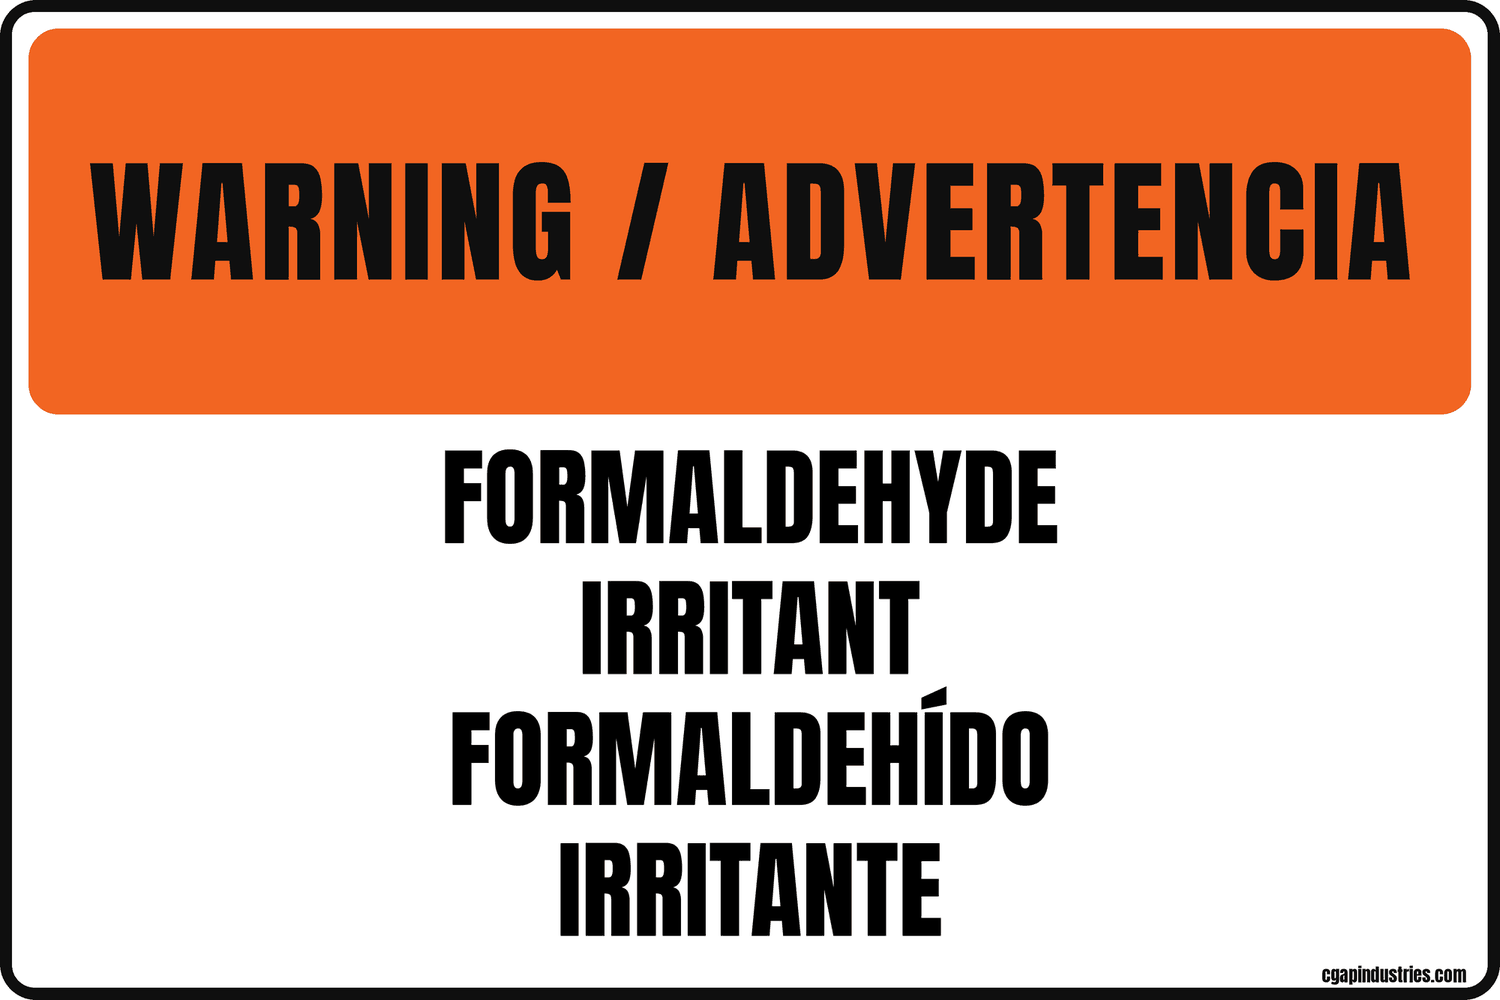 WARNING / ADVERTENCIA
FORMALDEHYDE
IRRITANT
FORMALDEHÍDO
IRRITANTE
cgapindustries.com